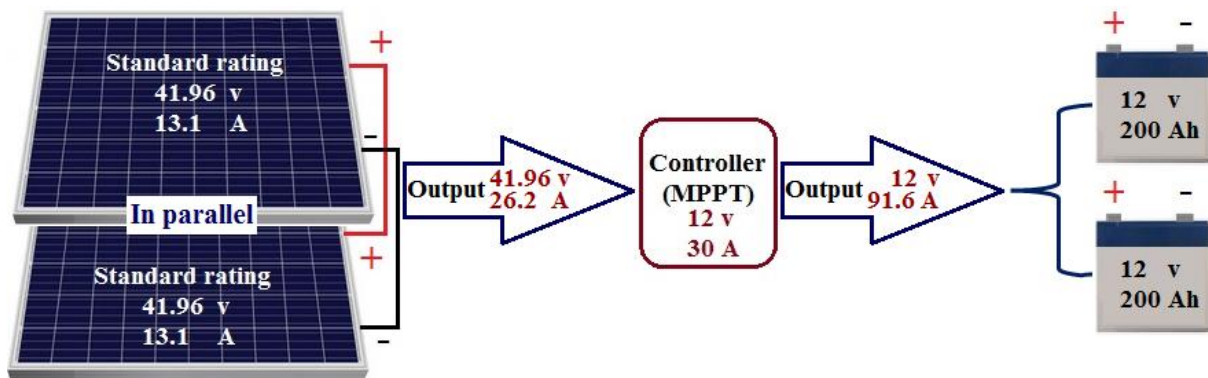 Standard rating
41.96 v
13.1 A
+
-
In parallel
Standard rating
41.96 v
13.1 A
+
-
Output 41.96 v
26.2 A
Controller
(MPPT)
12 v
30 A
Output 12 v
91.6 A
+ -
12 v
200 Ah
+ -
12 v
200 Ah